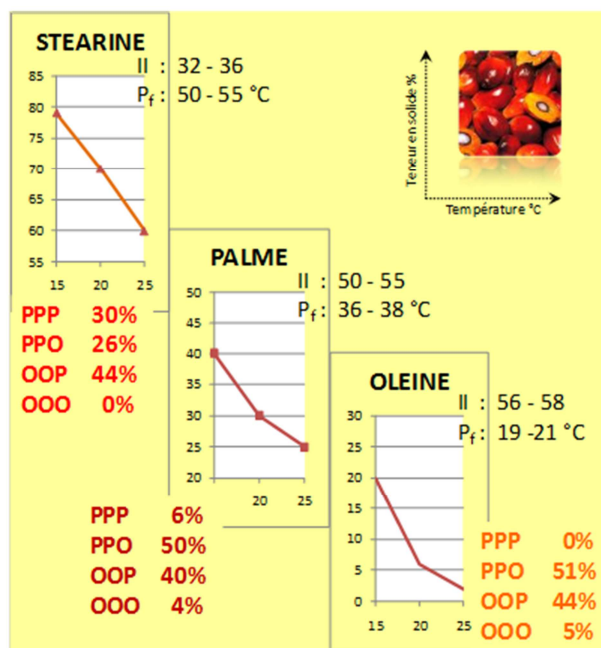 STEARINE
II : 32 - 36
Pf : 50 - 55 °C
85
80
75
70
65
60
55
15 20 25
PPP 30%
PPO 26%
OOP 44%
OOO 0%
Teneur en solide %
Température °C
PALME
II : 50 - 55
Pf : 36 - 38 °C
50
45
40
35
30
25
20
20 25
PPP 6%
PPO 50%
OOP 40%
OOO 4%
OLEINE
II : 56 - 58
Pf : 19 -21 °C
30
25
20
15
10
5
0
15 20 25
PPP 0%
PPO 51%
OOP 44%
OOO 5%